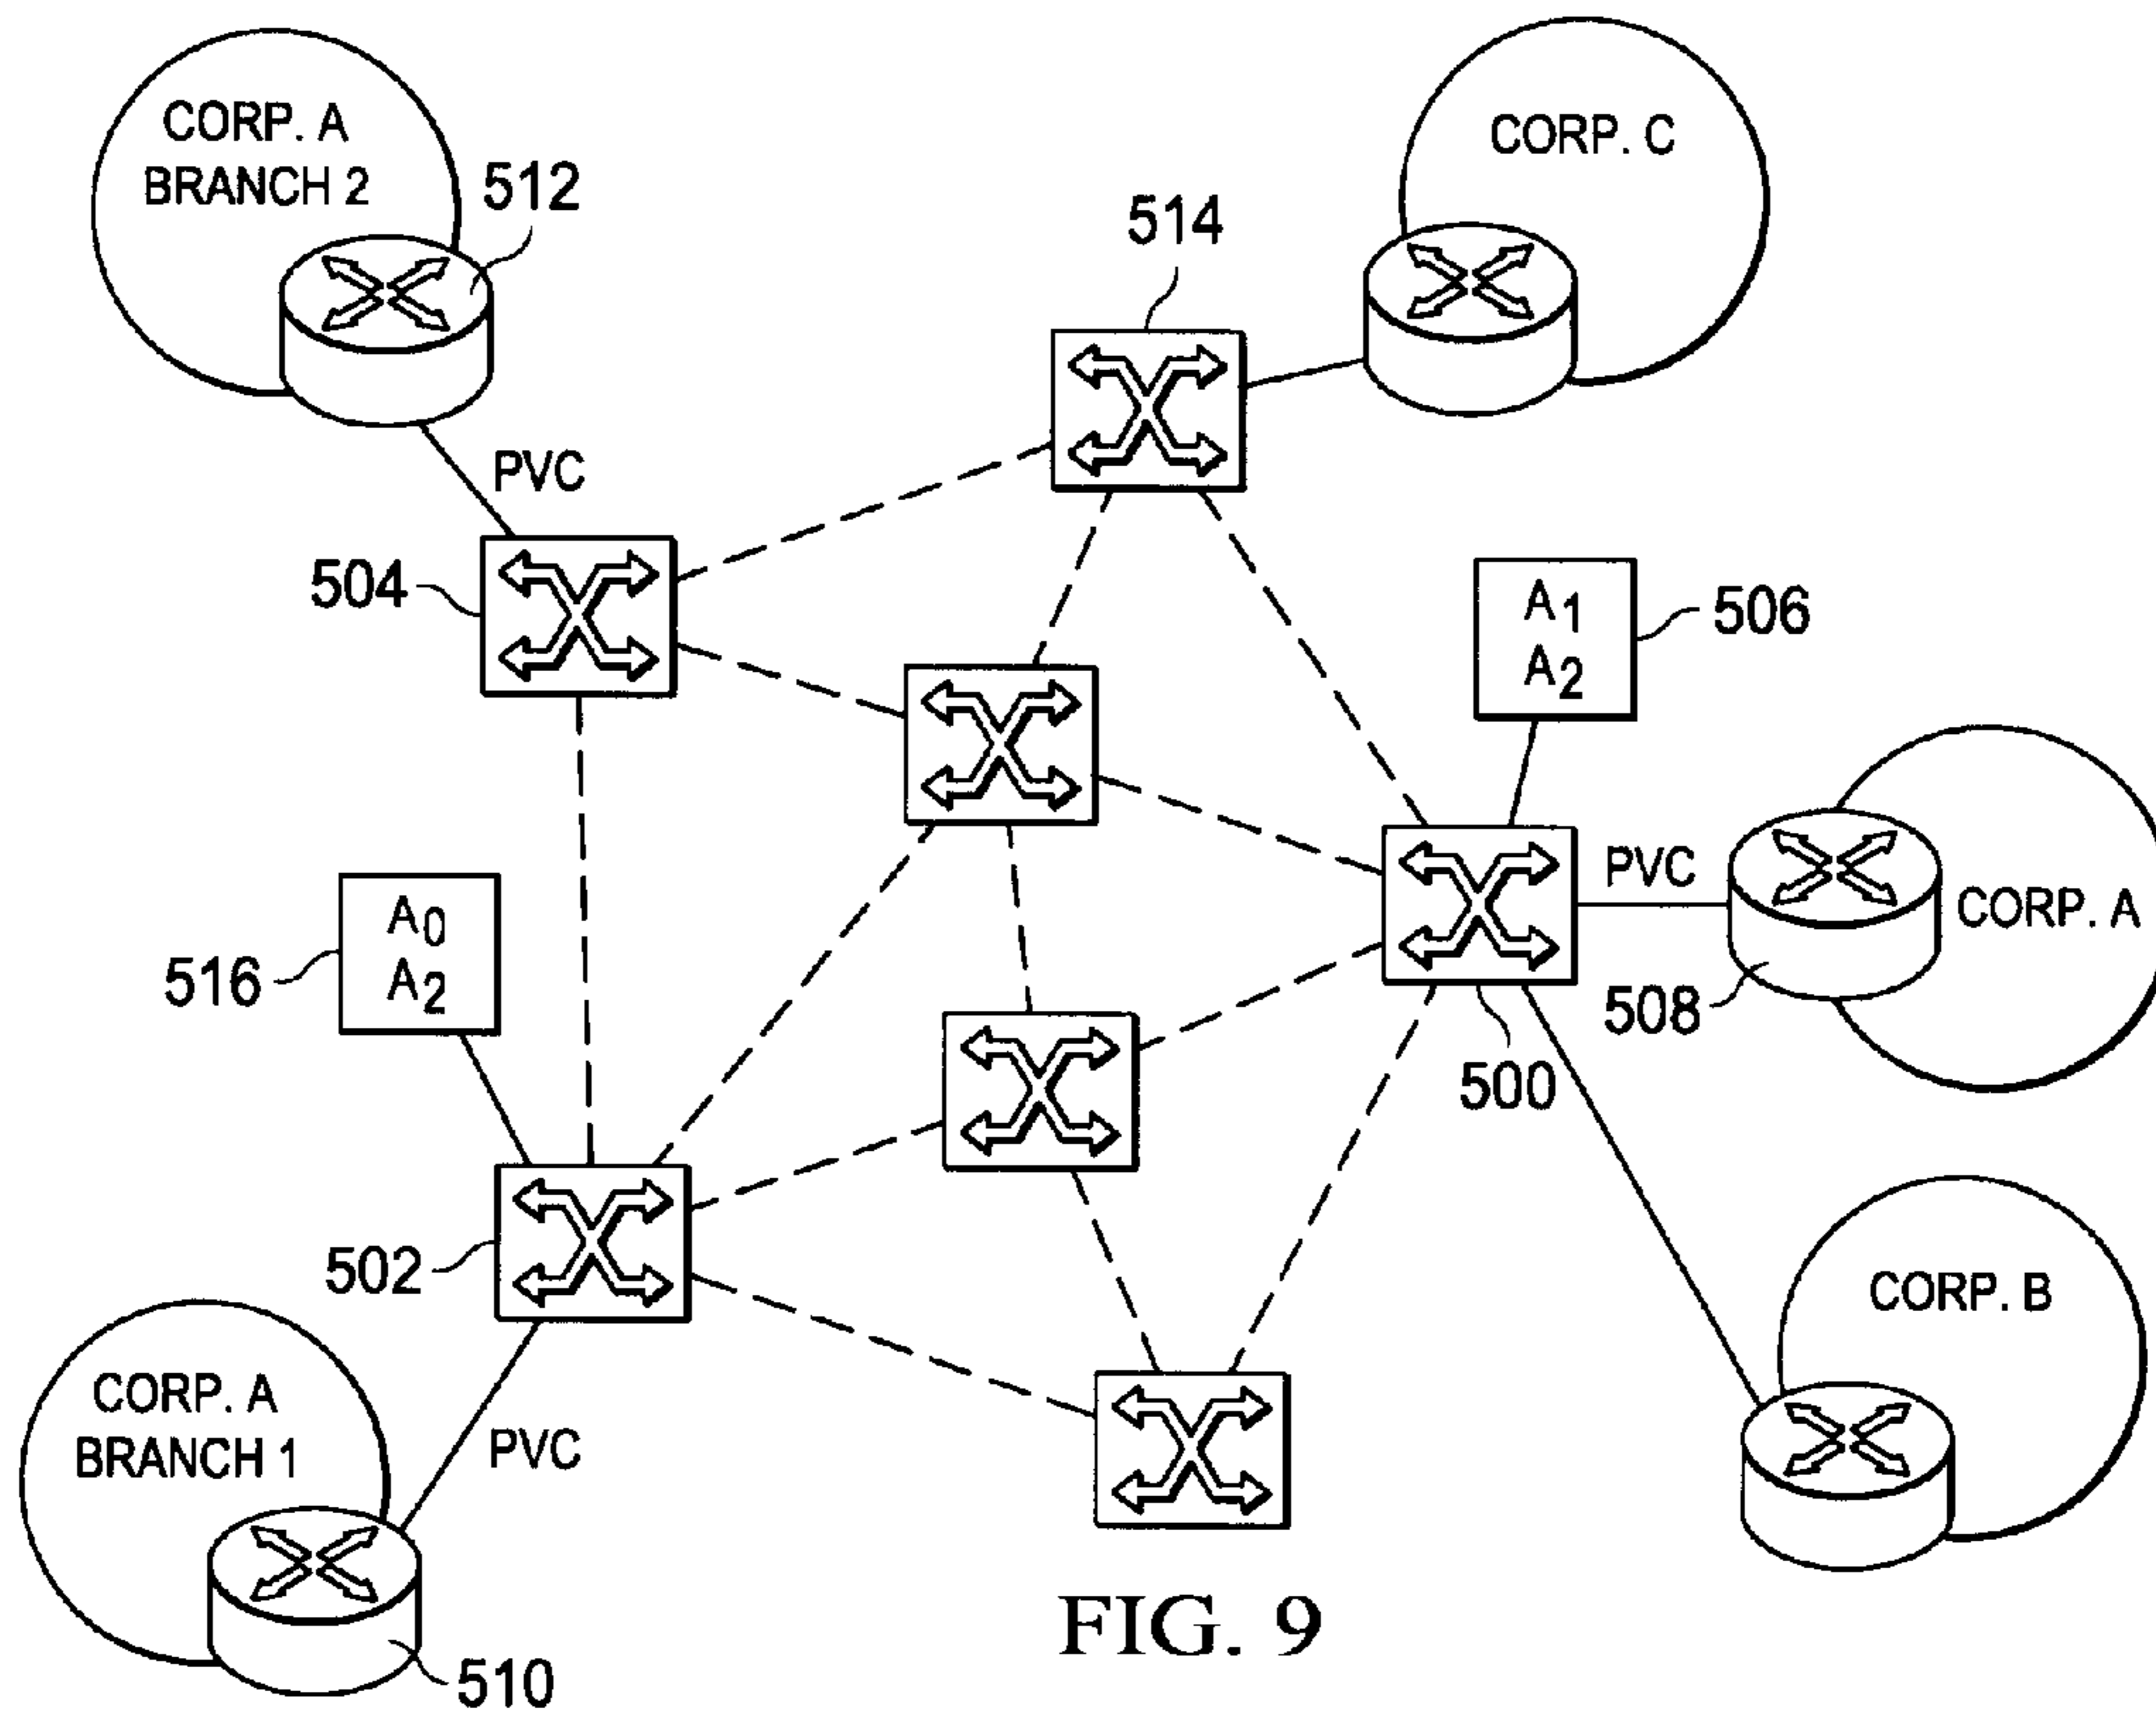 CORP. A
BRANCH 2
512
CORP. C
514
PVC
504
A1
A2
506
PVC
CORP. A
508
500
A0
A2
516
502
CORP. B
CORP. A
BRANCH 1
PVC
510
FIG. 9